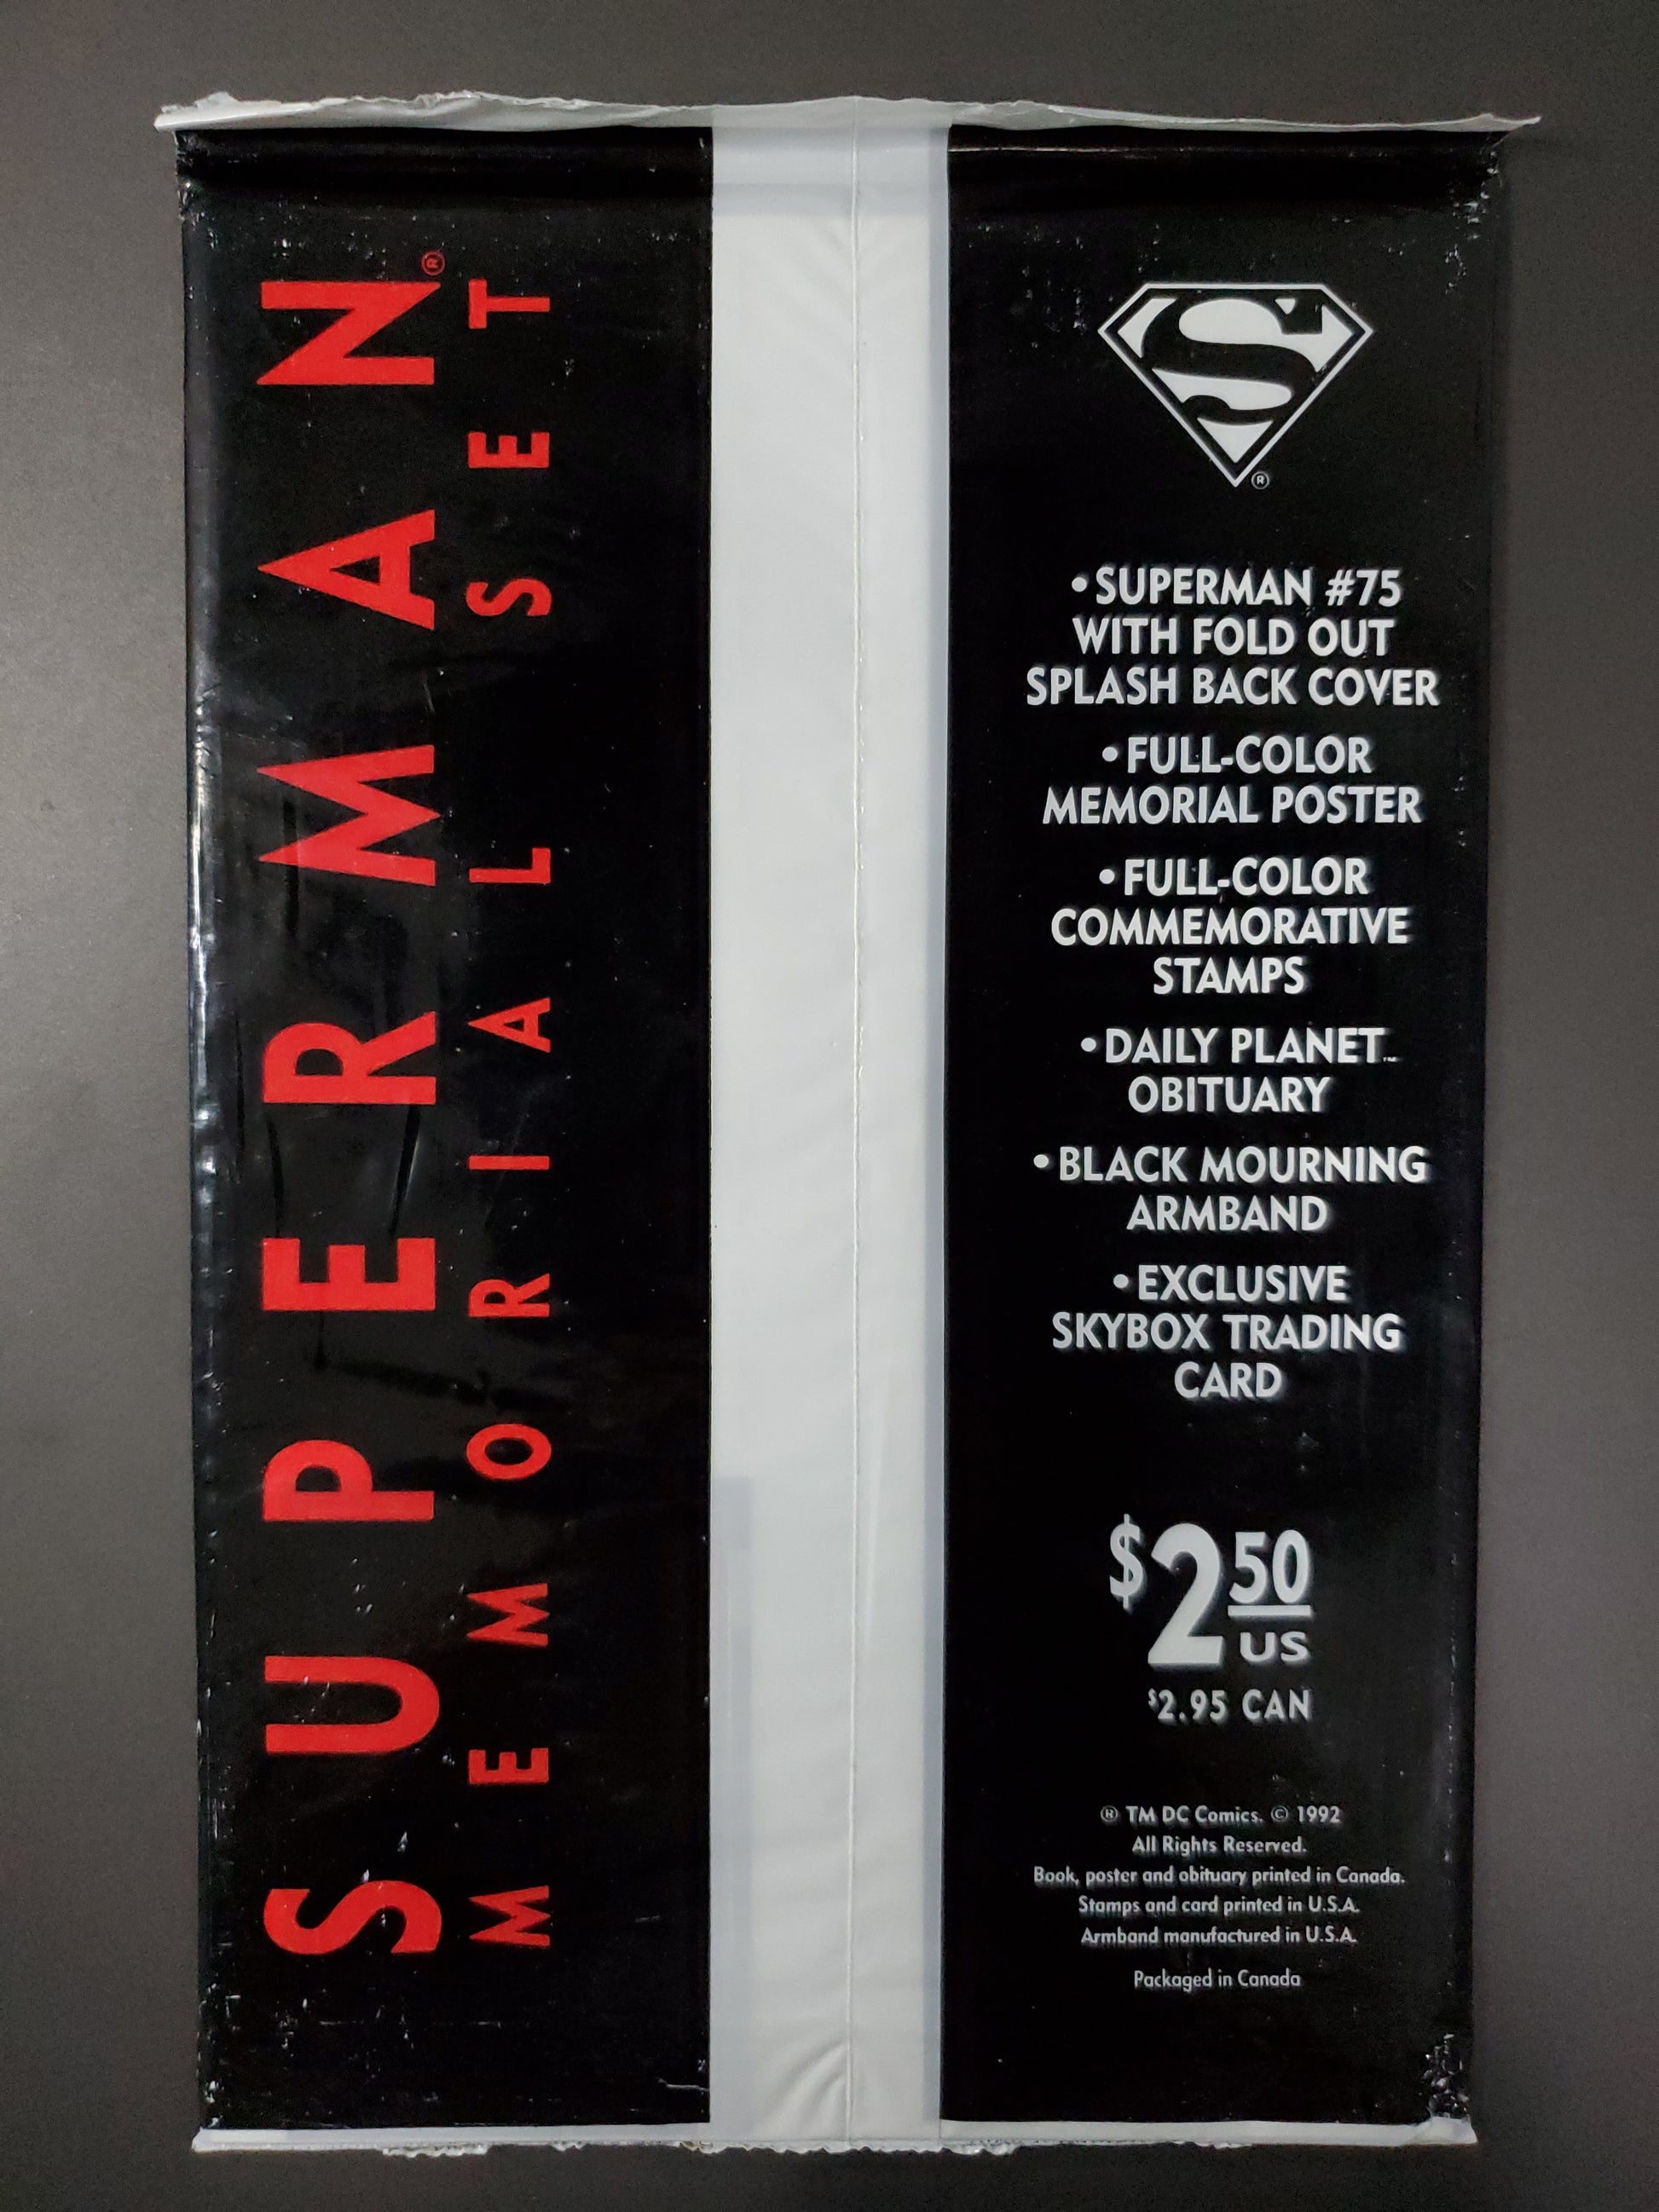 SUPERMAN®
MEMORIAL SET
S®
•SUPERMAN #75
WITH FOLD OUT
SPLASH BACK COVER
•FULL-COLOR
MEMORIAL POSTER
•FULL-COLOR
COMMEMORATIVE
STAMPS
•DAILY PLANET™
OBITUARY
•BLACK MOURNING
ARMBAND
•EXCLUSIVE
SKYBOX TRADING
CARD
$2.50
US
$2.95 CAN
® TM DC Comics. © 1992
All Rights Reserved.
Book, poster and obituary printed in Canada.
Stamps and card printed in U.S.A.
Armband manufactured in U.S.A.
Packaged in Canada